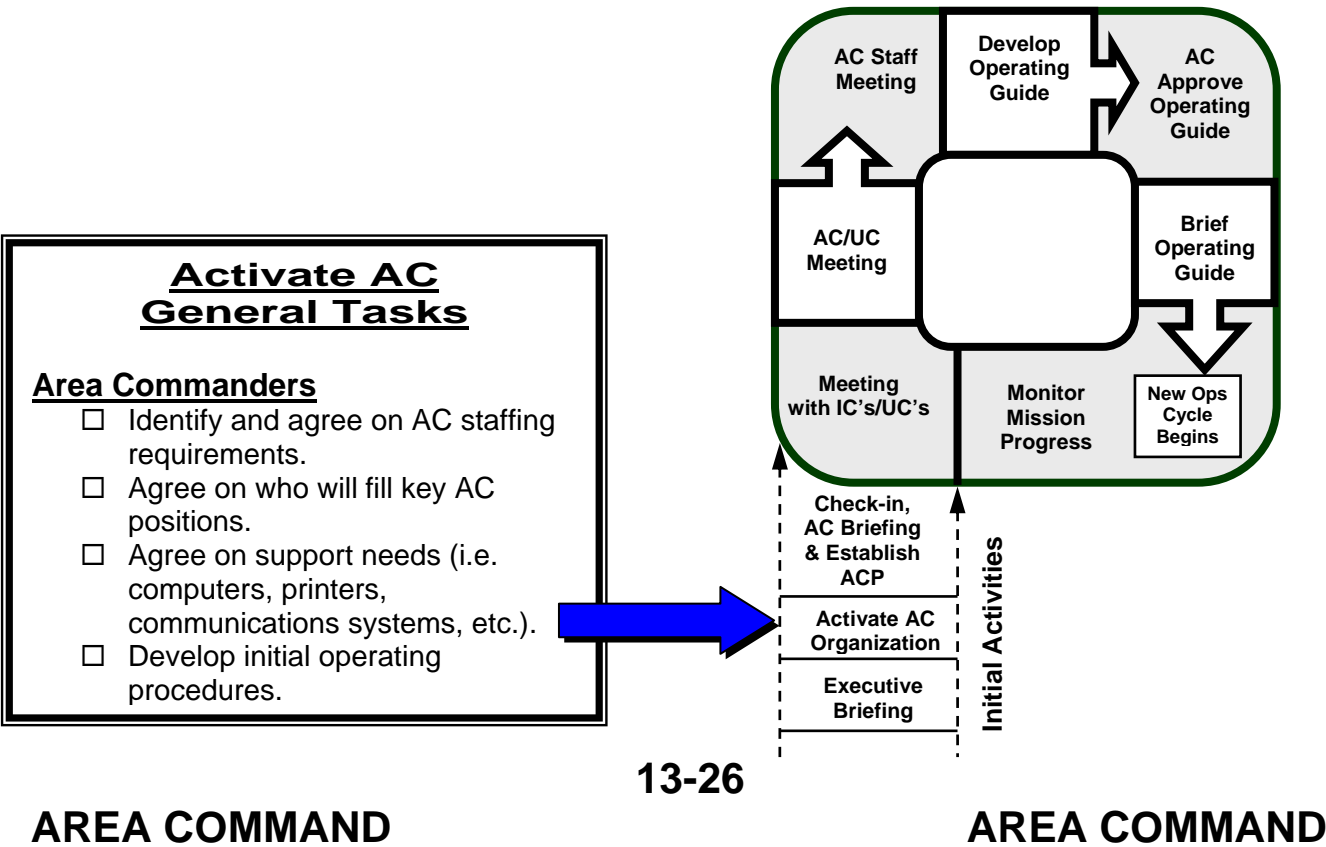 Activate AC
General Tasks
Area Commanders
☐ Identify and agree on AC staffing
requirements.
☐ Agree on who will fill key AC
positions.
☐ Agree on support needs (i.e.
computers, printers,
communications systems, etc.).
☐ Develop initial operating
procedures.
AC Staff
Meeting
Develop
Operating
Guide
AC
Approve
Operating
Guide
AC/UC
Meeting
Brief
Operating
Guide
Meeting
with IC's/UC's
Monitor
Mission
Progress
New Ops
Cycle
Begins
Check-in,
AC Briefing
& Establish
ACP
Activate AC
Organization
Executive
Briefing
Initial Activities
13-26
AREA COMMAND
AREA COMMAND